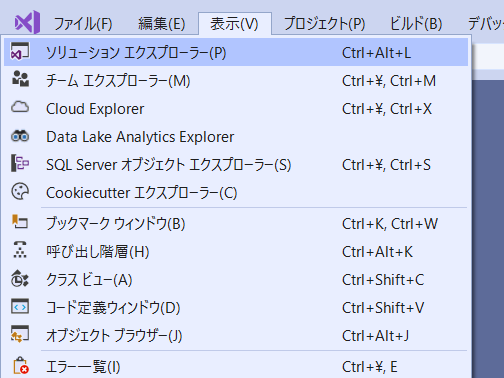 ファイル(F) 編集(E) 表示(V) プロジェクト(P) ビルド(B) デバッ
ソリューション エクスプローラー(P) Ctrl+Alt+L
チーム エクスプローラー(M) Ctrl+¥, Ctrl+M
Cloud Explorer Ctrl+¥, Ctrl+X
Data Lake Analytics Explorer
SQL Server オブジェクト エクスプローラー(S) Ctrl+¥, Ctrl+S
Cookiecutter エクスプローラー(C)
ブックマーク ウィンドウ(B) Ctrl+K, Ctrl+W
呼び出し階層(H) Ctrl+Alt+K
クラス ビュー(A) Ctrl+Shift+C
コード定義ウィンドウ(D) Ctrl+Shift+V
オブジェクト ブラウザー(J) Ctrl+Alt+J
エラー一覧(I) Ctrl+¥, E